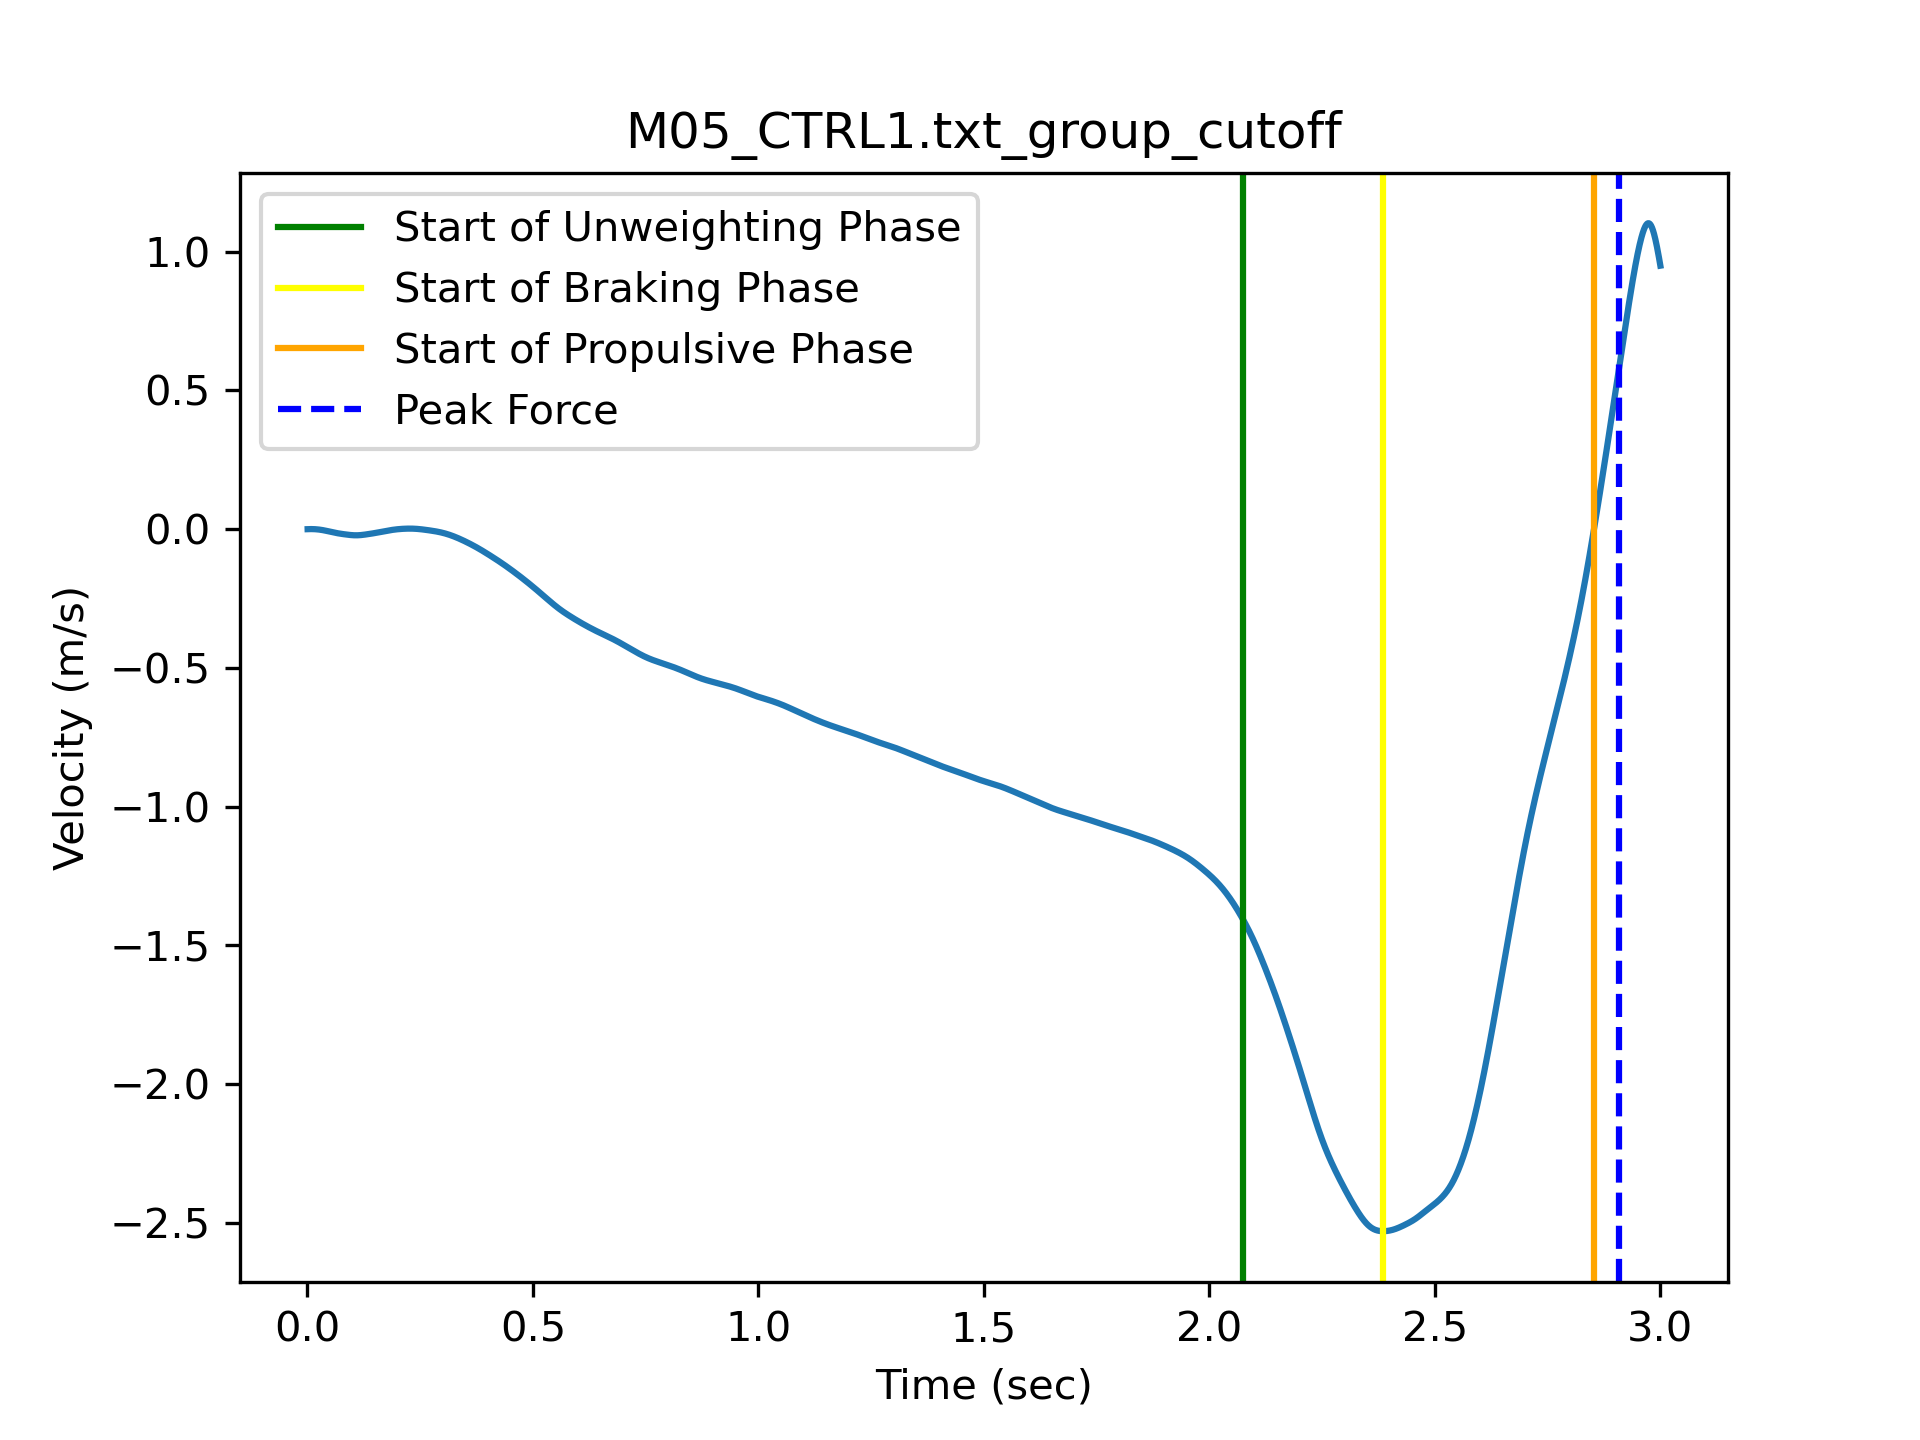 M05_CTRL1.txt_group_cutoff
Start of Unweighting Phase
Start of Braking Phase
Start of Propulsive Phase
Peak Force
1.0
0.5
0.0
−0.5
−1.0
−1.5
−2.0
−2.5
Velocity (m/s)
0.0 0.5 1.0 1.5 2.0 2.5 3.0
Time (sec)